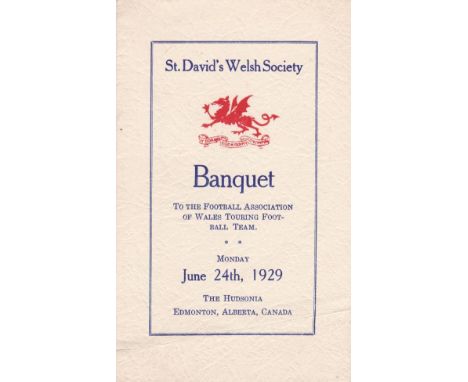 St. David's Welsh Society
Banquet
To the Football Association
of Wales Touring Foot-
ball Team.
Monday
June 24th, 1929
The Hudsonia
Edmonton, Alberta, Canada